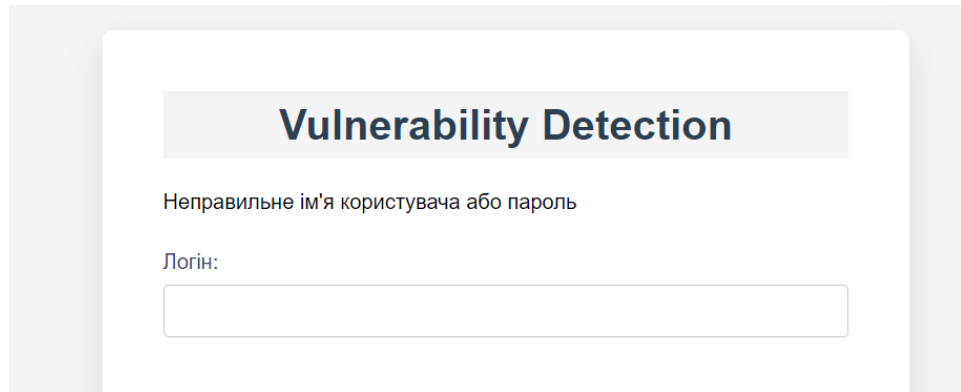 Vulnerability Detection
Неправильне ім'я користувача або пароль
Логін: